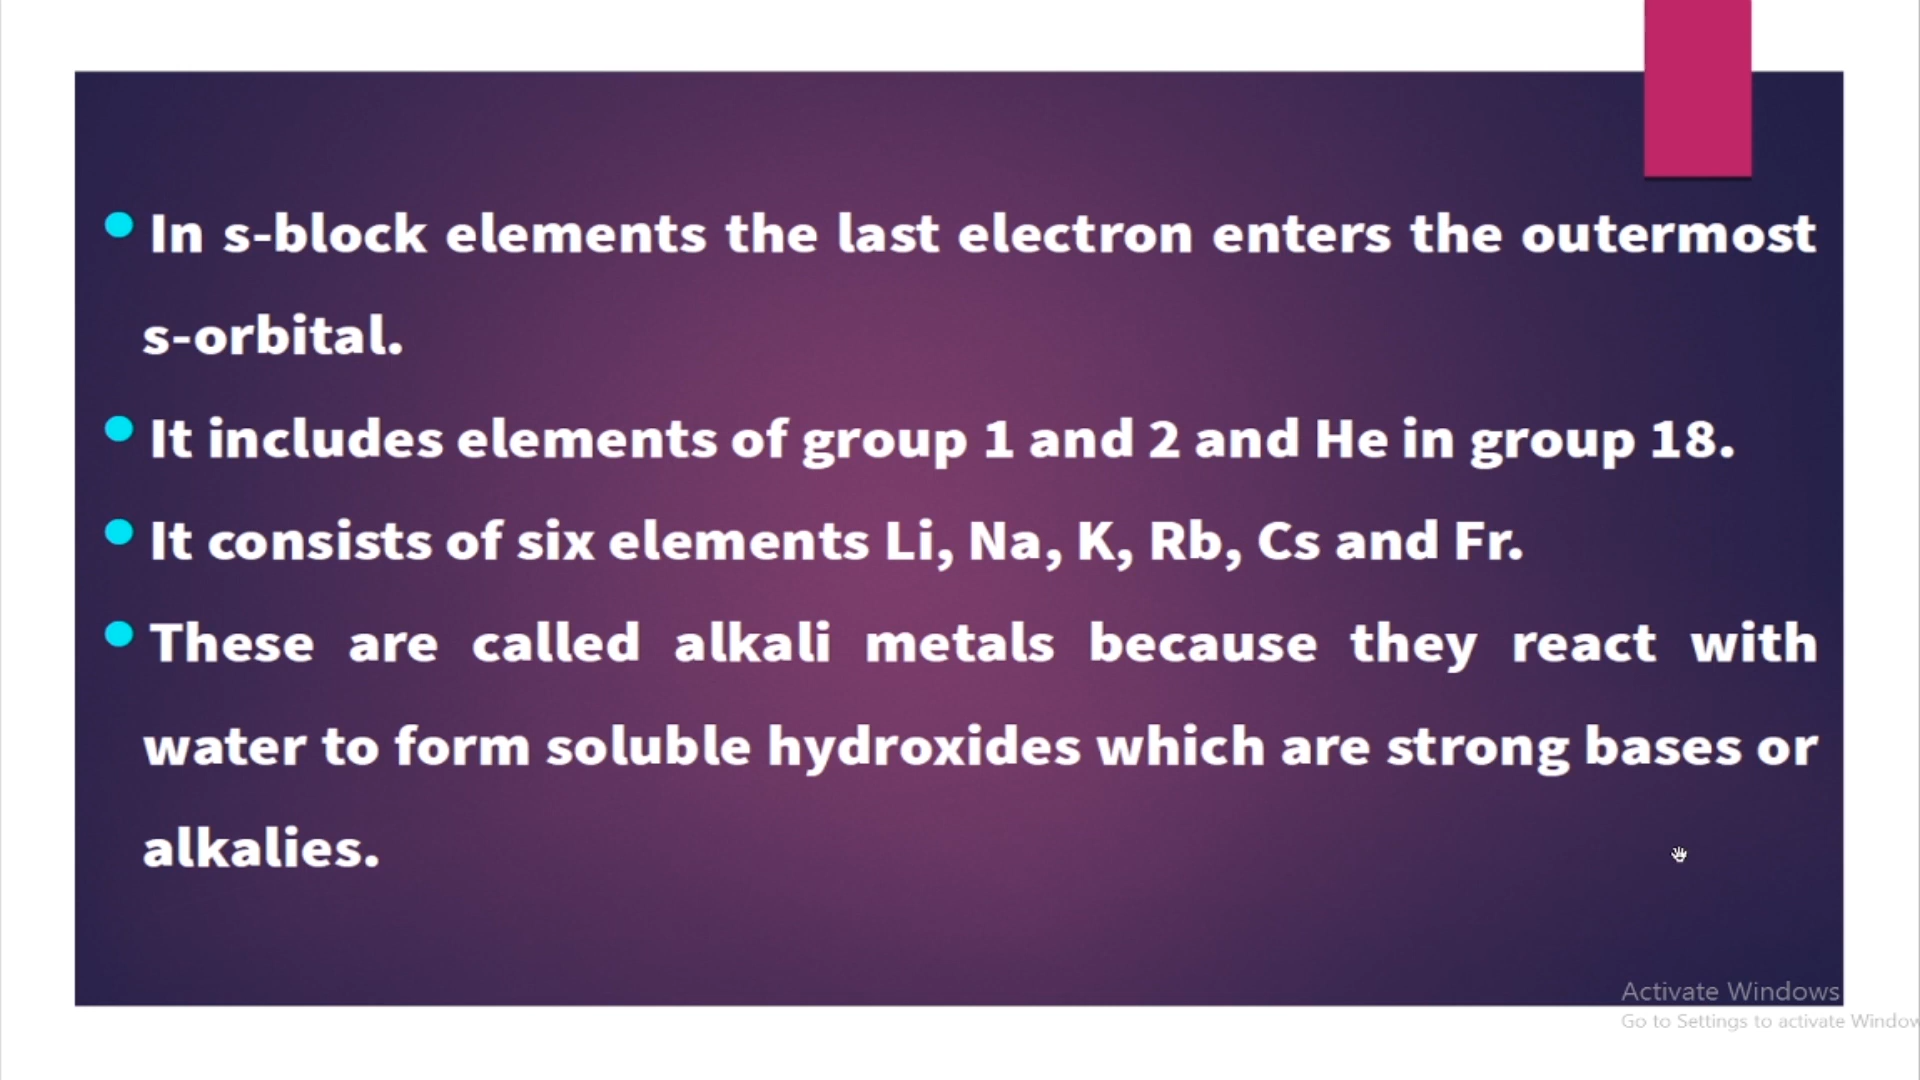 In s-block elements the last electron enters the outermost
s-orbital.
It includes elements of group 1 and 2 and He in group 18.
It consists of six elements Li, Na, K, Rb, Cs and Fr.
These are called alkali metals because they react with
water to form soluble hydroxides which are strong bases or
alkalies.
Activate Windows
Go to Settings to activate Window